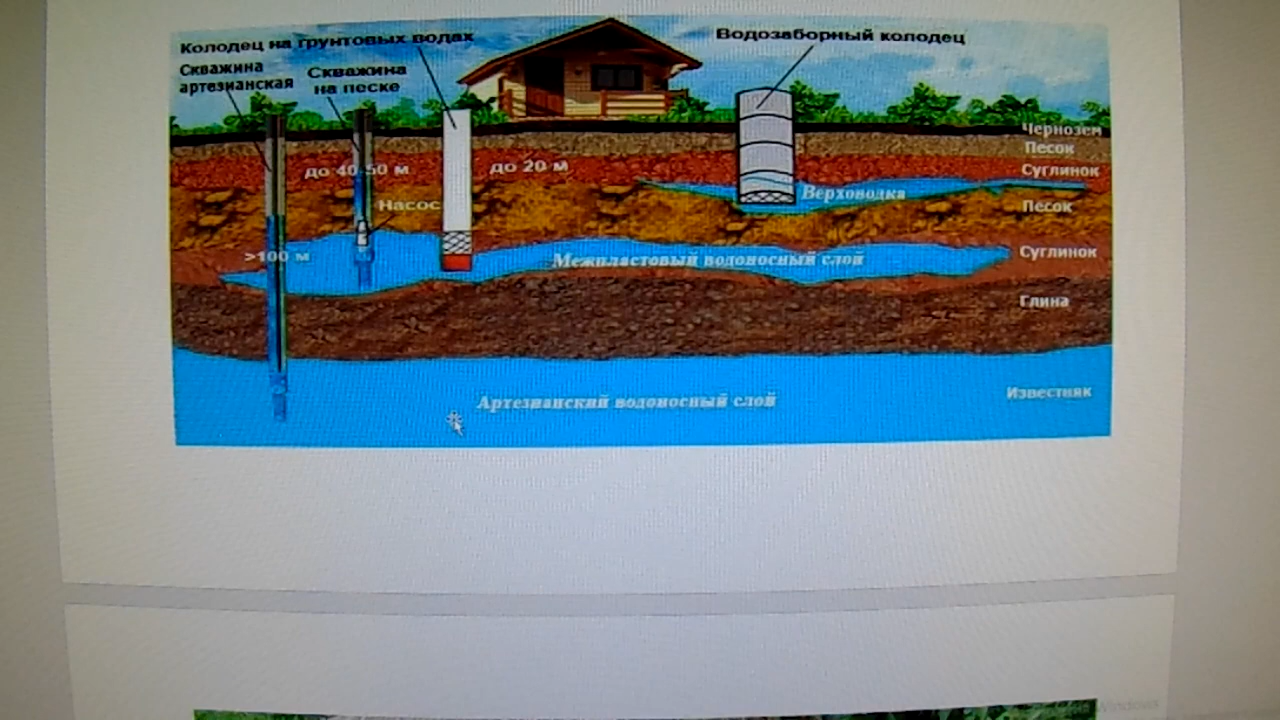 Колодец на грунтовых водах
Водозаборный колодец
Скважина
артезианская
Скважина
на песке
до 40-50 м
до 20 м
Насос
>100 м
Верховодка
Межпластовый водоносный слой
Артезианский водоносный слой
Чернозем
Песок
Суглинок
Песок
Суглинок
Глина
Известняк
Windows